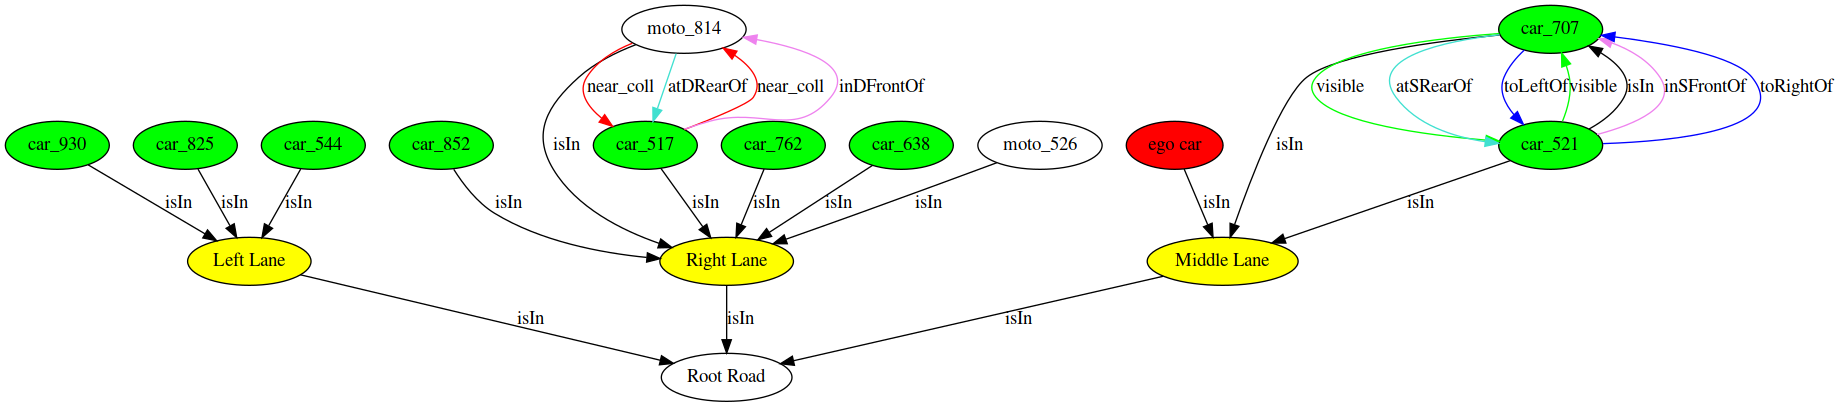 moto_814 car_707
near_coll atDRearOf near_coll inDFrontOf visible atSRearOf toLeftOf visible isIn inSFrontOf toRightOf
car_930 car_825 car_544 car_852 isIn car_517 car_762 car_638 moto_526 ego car isIn car_521
isIn isIn isIn isIn isIn isIn isIn isIn isIn isIn
Left Lane Right Lane Middle Lane
isIn isIn isIn
Root Road